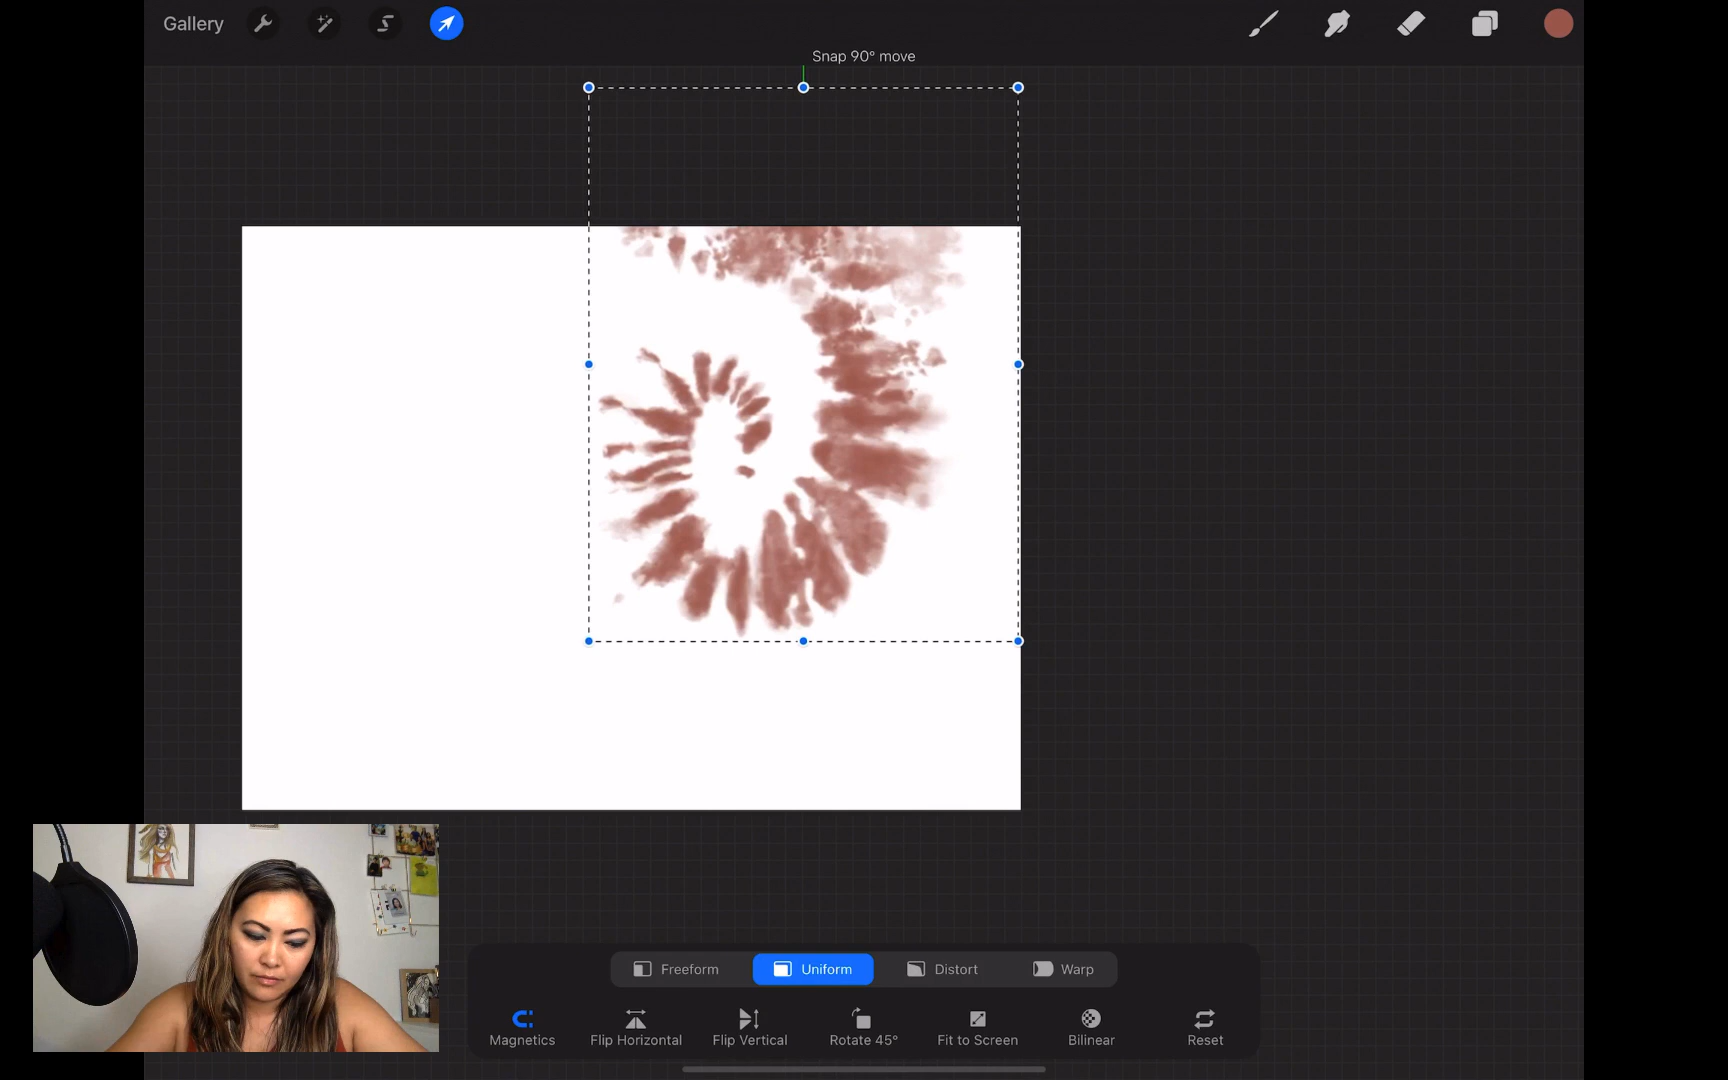 Gallery
Snap 90° move
Freeform Uniform Distort Warp
Magnetics Flip Horizontal Flip Vertical Rotate 45° Fit to Screen Bilinear Reset